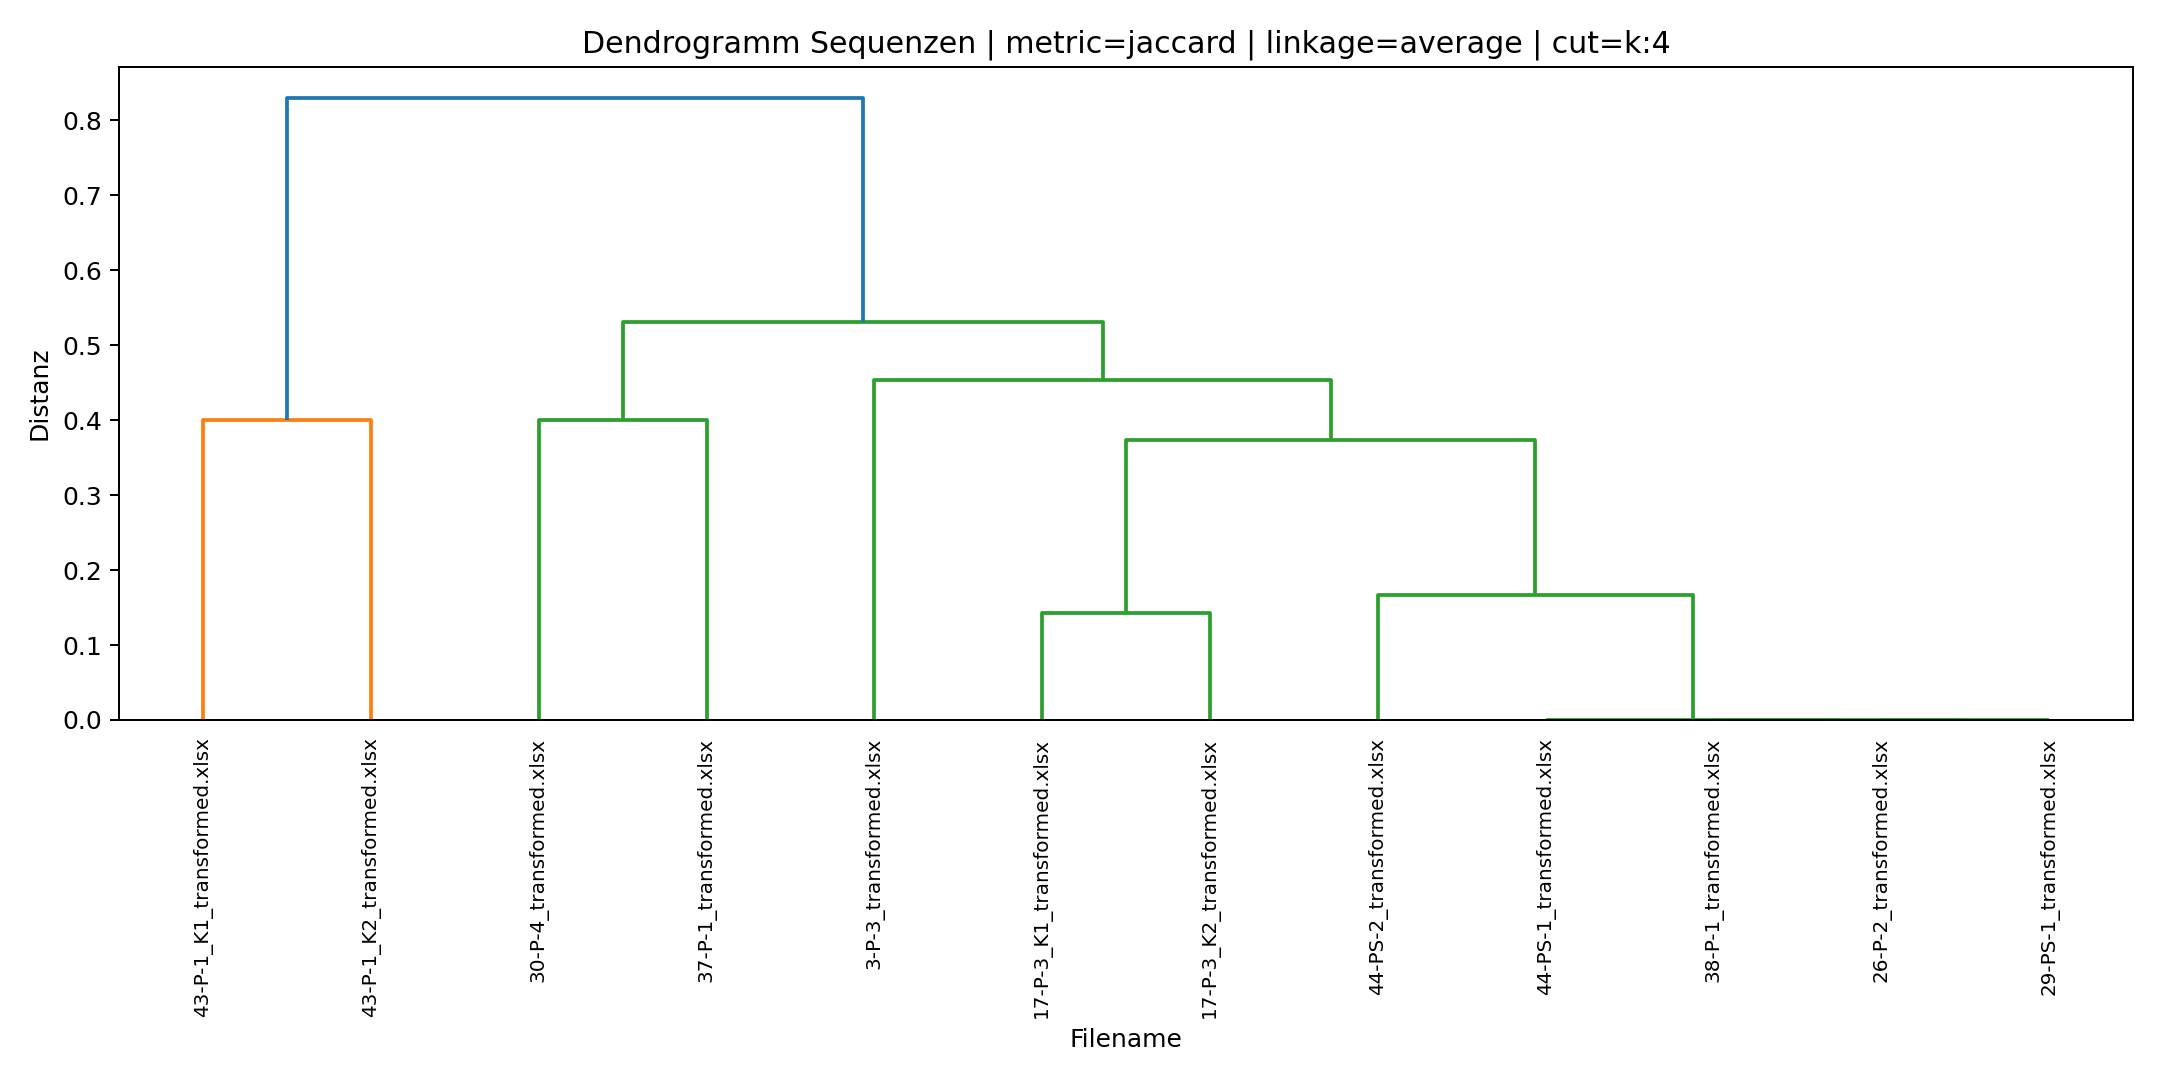 Dendrogramm Sequenzen | metric=jaccard | linkage=average | cut=k:4
Distanz
0.8
0.7
0.6
0.5
0.4
0.3
0.2
0.1
0.0
43-P-1_K1_transformed.xlsx
43-P-1_K2_transformed.xlsx
30-P-4_transformed.xlsx
37-P-1_transformed.xlsx
3-P-3_transformed.xlsx
17-P-3_K1_transformed.xlsx
17-P-3_K2_transformed.xlsx
44-PS-2_transformed.xlsx
44-PS-1_transformed.xlsx
38-P-1_transformed.xlsx
26-P-2_transformed.xlsx
29-PS-1_transformed.xlsx
Filename